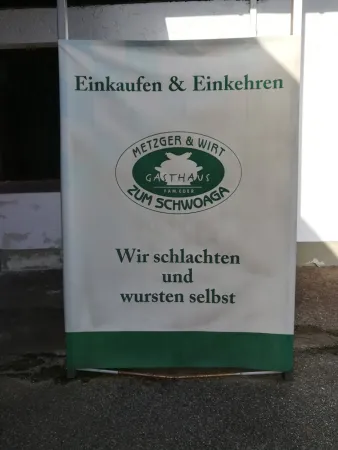 Einkaufen & Einkehren
METZGER & WIRT
GASTHAUS
FAM. EDER
ZUM SCHWOAGA
Wir schlachten
und
wursten selbst